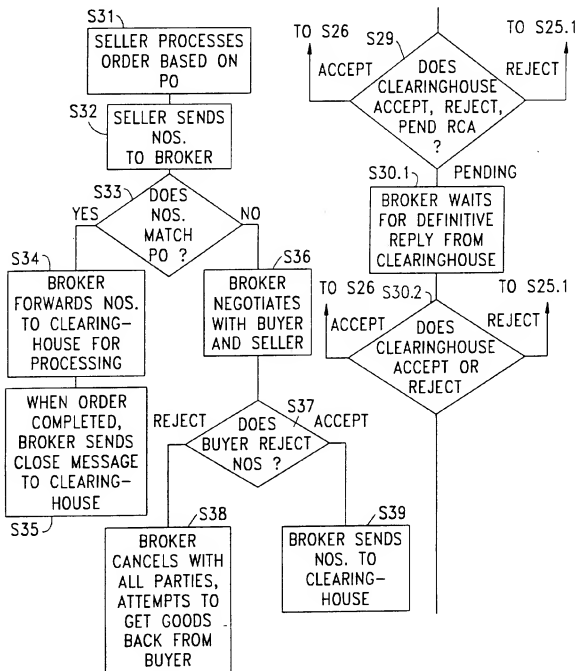 S31
SELLER PROCESSES
ORDER BASED ON
PO
S32
SELLER SENDS
NOS.
TO BROKER
S33
DOES
NOS.
MATCH
PO ?
YES
NO
S34
BROKER
FORWARDS NOS.
TO CLEARING-
HOUSE FOR
PROCESSING
WHEN ORDER
COMPLETED,
BROKER SENDS
CLOSE MESSAGE
TO CLEARING-
HOUSE
S35
S36
BROKER
NEGOTIATES
WITH BUYER
AND SELLER
S37
DOES
BUYER REJECT
NOS ?
REJECT
ACCEPT
S38
BROKER
CANCELS WITH
ALL PARTIES,
ATTEMPTS TO
GET GOODS
BACK FROM
BUYER
S39
BROKER SENDS
NOS. TO
CLEARING-
HOUSE
TO S26
S29
TO S25.1
ACCEPT
REJECT
DOES
CLEARINGHOUSE
ACCEPT, REJECT,
PEND RCA
?
PENDING
S30.1
BROKER WAITS
FOR DEFINITIVE
REPLY FROM
CLEARINGHOUSE
TO S26
S30.2
TO S25.1
ACCEPT
REJECT
DOES
CLEARINGHOUSE
ACCEPT OR
REJECT